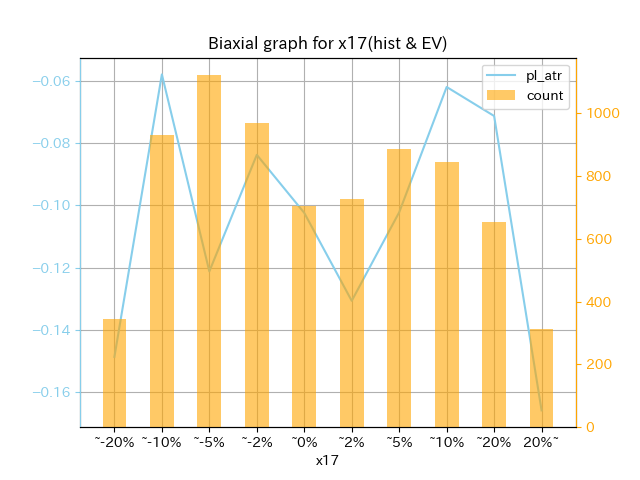 Biaxial graph for x17(hist & EV)
pl_atr
count
−0.06
−0.08
−0.10
−0.12
−0.14
−0.16
1000
800
600
400
200
0
~-20% ~-10% ~-5% ~-2% ~0% ~2% ~5% ~10% ~20% 20%~
x17